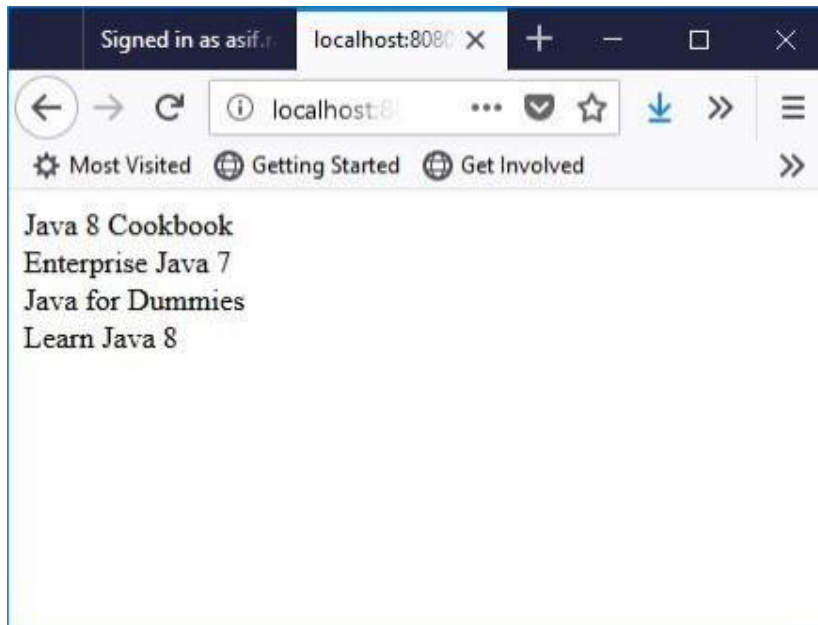 Signed in as asif.r
localhost:8080
localhost:8
Most Visited Getting Started Get Involved
Java 8 Cookbook
Enterprise Java 7
Java for Dummies
Learn Java 8